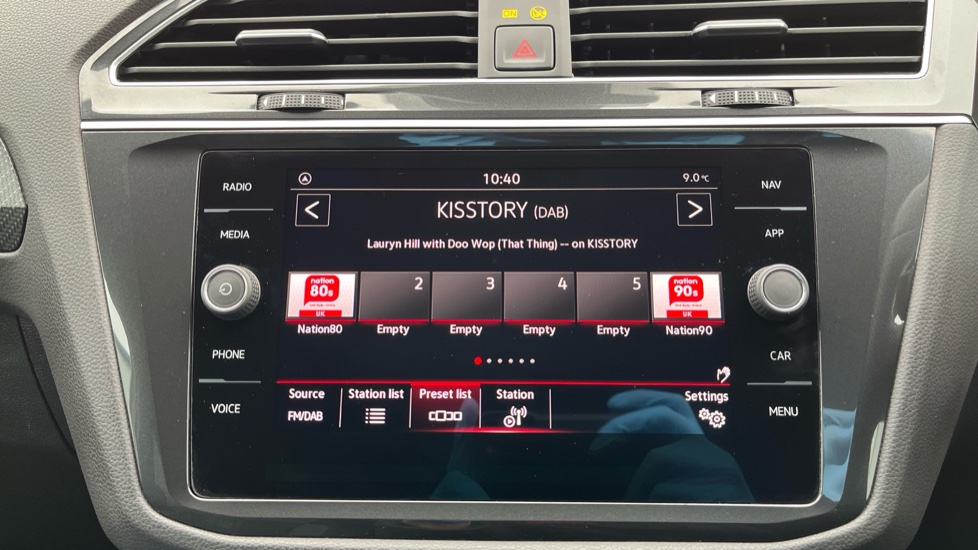 ON
RADIO
MEDIA
PHONE
VOICE
10:40
9.0°C
< KISSTORY (DAB) >
Lauryn Hill with Doo Wop (That Thing) -- on KISSTORY
nation 80s UK 2 3 4 5 nation 90s UK
Nation80 Empty Empty Empty Empty Nation90
Source Station list Preset list Station Settings
FM/DAB
NAV
APP
CAR
MENU